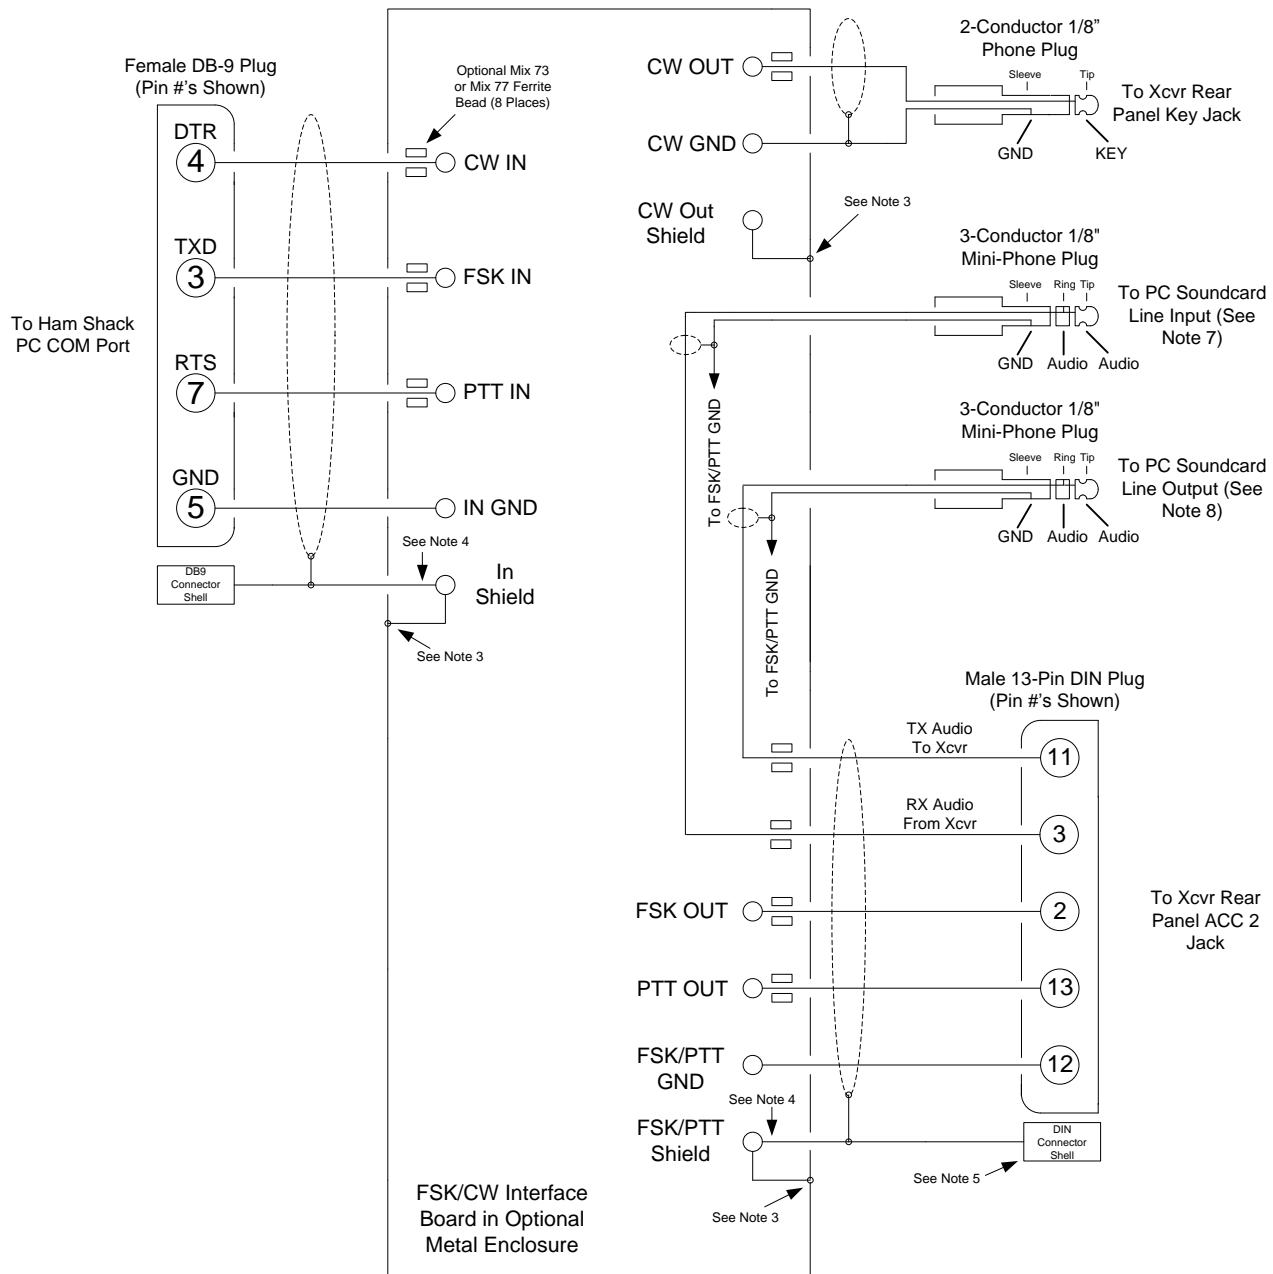 Female DB-9 Plug
(Pin #'s Shown)
DTR
4
TXD
3
RTS
7
GND
5
To Ham Shack
PC COM Port
DB9
Connector
Shell
Optional Mix 73
or Mix 77 Ferrite
Bead (8 Places)
CW IN
FSK IN
PTT IN
IN GND
See Note 4
In
Shield
See Note 3
CW OUT
CW GND
CW Out
Shield
See Note 3
2-Conductor 1/8”
Phone Plug
Sleeve
Tip
GND
KEY
To Xcvr Rear
Panel Key Jack
3-Conductor 1/8"
Mini-Phone Plug
Sleeve
Ring
Tip
GND
Audio
Audio
To PC Soundcard
Line Input (See
Note 7)
To FSK/PTT GND
3-Conductor 1/8"
Mini-Phone Plug
Sleeve
Ring
Tip
GND
Audio
Audio
To PC Soundcard
Line Output (See
Note 8)
To FSK/PTT GND
Male 13-Pin DIN Plug
(Pin #'s Shown)
TX Audio
To Xcvr
11
RX Audio
From Xcvr
3
FSK OUT
2
PTT OUT
13
FSK/PTT
GND
12
To Xcvr Rear
Panel ACC 2
Jack
See Note 4
FSK/PTT
Shield
DIN
Connector
Shell
See Note 5
See Note 3
FSK/CW Interface
Board in Optional
Metal Enclosure